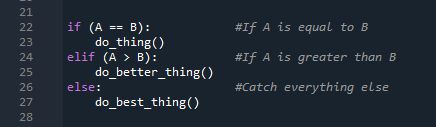 21
22 if (A == B): #If A is equal to B
23 do_thing()
24 elif (A > B): #If A is greater than B
25 do_better_thing()
26 else: #Catch everything else
27 do_best_thing()
28